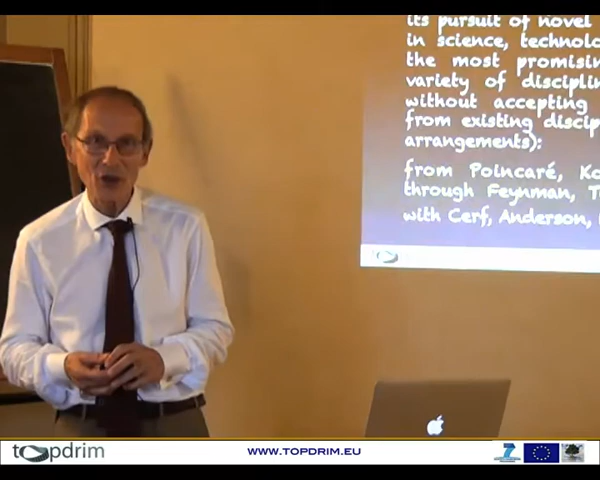 its pursuit of novel
in science, technolo
the most promisin
variety of disciplin
without accepting
from existing discip
arrangements):
from Poincaré, Ko
through Feynman, T
with Cerf, Anderson,
topdrim
WWW.TOPDRIM.EU
7